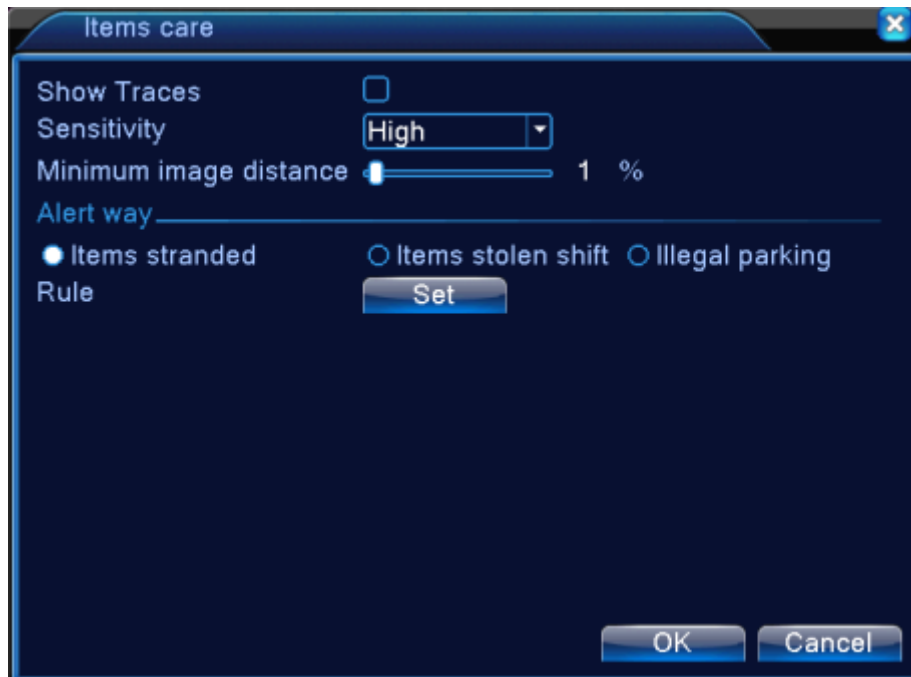 Items care
Show Traces
Sensitivity High
Minimum image distance 1 %
Alert way
Items stranded Items stolen shift Illegal parking
Rule Set
OK Cancel